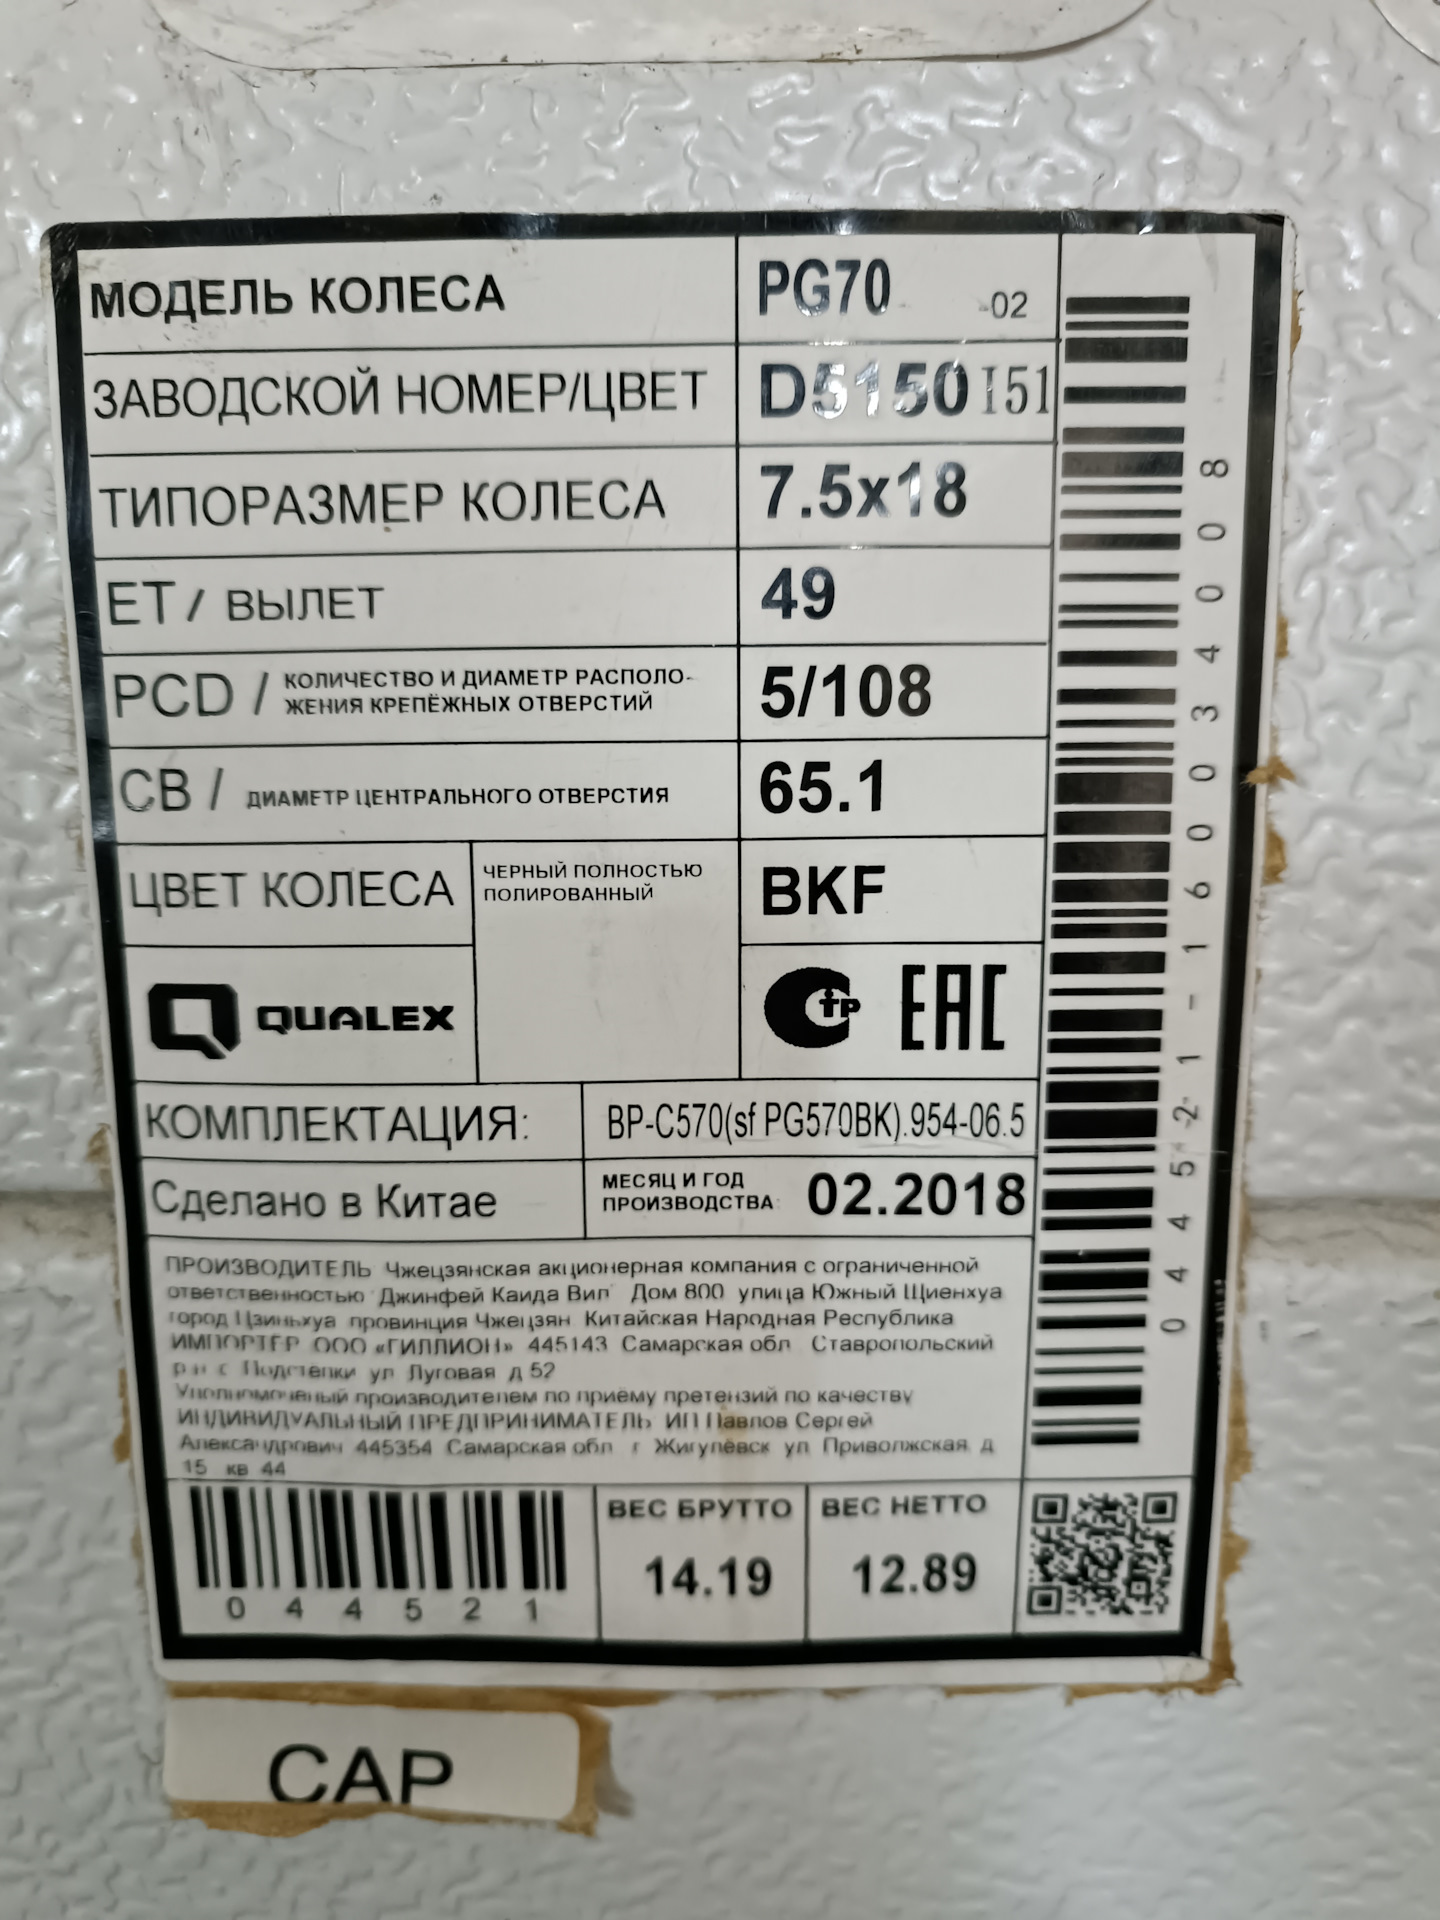 МОДЕЛЬ КОЛЕСА PG70 -02
ЗАВОДСКОЙ НОМЕР/ЦВЕТ D5150 I51
ТИПОРАЗМЕР КОЛЕСА 7.5x18
ET / ВЫЛЕТ 49
PCD / КОЛИЧЕСТВО И ДИАМЕТР РАСПОЛО-
ЖЕНИЯ КРЕПЁЖНЫХ ОТВЕРСТИЙ 5/108
CB / ДИАМЕТР ЦЕНТРАЛЬНОГО ОТВЕРСТИЯ 65.1
ЦВЕТ КОЛЕСА ЧЕРНЫЙ ПОЛНОСТЬЮ
ПОЛИРОВАННЫЙ BKF
QUALEX
EAC
КОМПЛЕКТАЦИЯ: BP-C570(sf PG570BK).954-06.5
Сделано в Китае МЕСЯЦ И ГОД
ПРОИЗВОДСТВА: 02.2018
ПРОИЗВОДИТЕЛЬ Чжецзянская акционерная компания с ограниченной
ответственностью Джинфей Каида Вил Дом 800 улица Южный Щиенхуа
город Цзиньхуа провинция Чжецзян Китайская Народная Республика
ИМПОРТЕР ООО «ГИЛЛИОН» 445143 Самарская обл Ставропольский
р-н с Подстепки ул Луговая д 52
Уполномоченый производителем по приёму претензий по качеству
ИНДИВИДУАЛЬНЫЙ ПРЕДПРИНИМАТЕЛЬ ИП Павлов Сергей
Александрович 445354 Самарская обл г Жигулёвск ул Приволжская д
15 кв 44
044521
ВЕС БРУТТО
14.19
ВЕС НЕТТО
12.89
044521-160034008
CAP